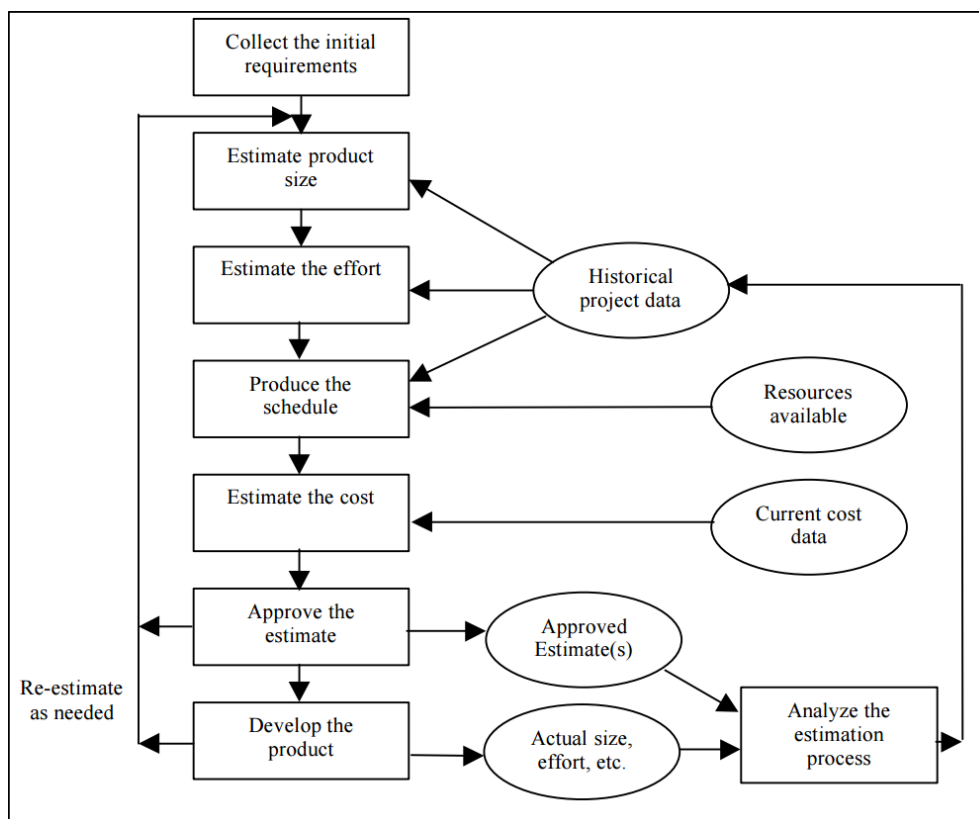 Collect the initial
requirements
Estimate product
size
Estimate the effort
Historical
project data
Produce the
schedule
Resources
available
Estimate the cost
Current cost
data
Approve the
estimate
Approved
Estimate(s)
Re-estimate
as needed
Develop the
product
Actual size,
effort, etc.
Analyze the
estimation
process